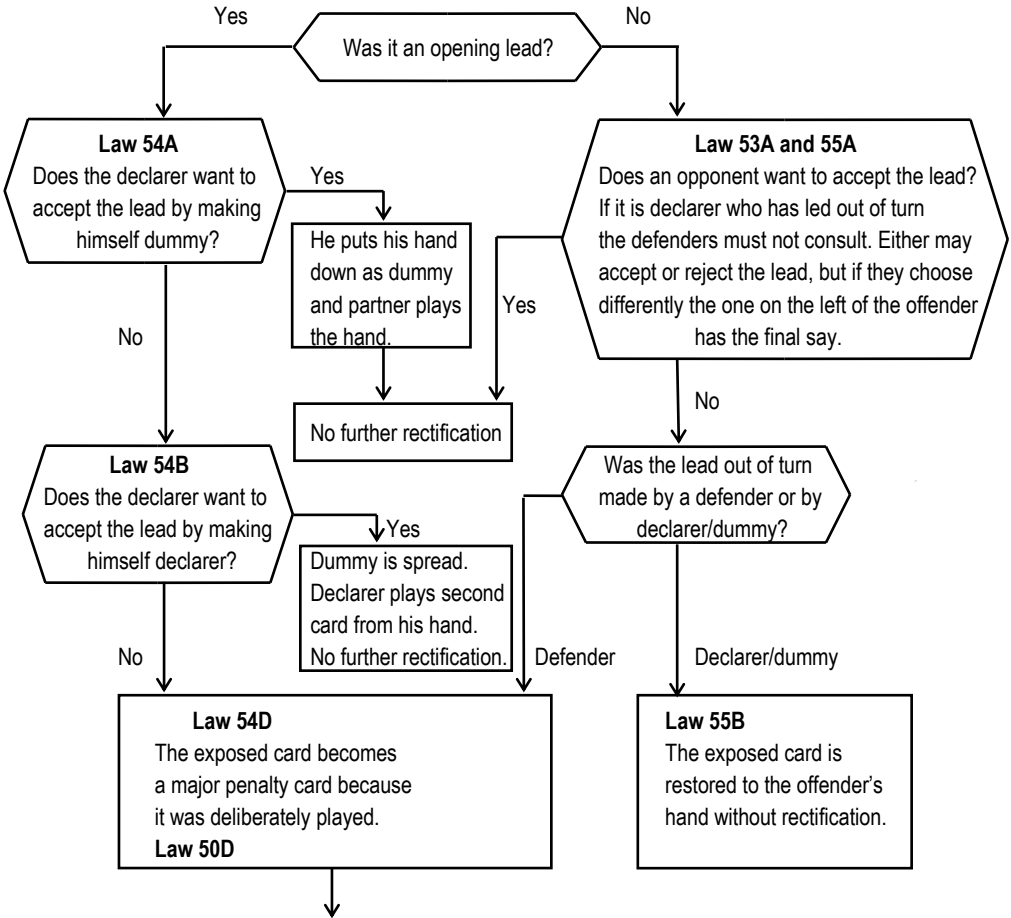 Yes
No
Was it an opening lead?
Law 54A
Does the declarer want to
accept the lead by making
himself dummy?
Yes
He puts his hand
down as dummy
and partner plays
the hand.
Law 53A and 55A
Does an opponent want to accept the lead?
If it is declarer who has led out of turn
the defenders must not consult. Either may
accept or reject the lead, but if they choose
differently the one on the left of the offender
has the final say.
Yes
No
No
No further rectification
Law 54B
Does the declarer want to
accept the lead by making
himself declarer?
Yes
Dummy is spread.
Declarer plays second
card from his hand.
No further rectification.
Was the lead out of turn
made by a defender or by
declarer/dummy?
No
Defender
Declarer/dummy
Law 54D
The exposed card becomes
a major penalty card because
it was deliberately played.
Law 50D
Law 55B
The exposed card is
restored to the offender's
hand without rectification.